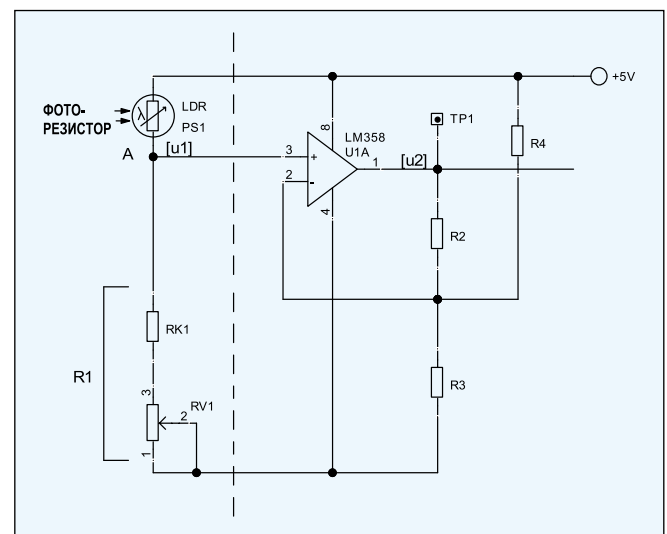 +5V
ФОТО-
РЕЗИСТОР
λ
LDR
PS1
A
[u1]
3
+
2
-
8
4
LM358
U1A
1
[u2]
TP1
R4
R2
R3
R1
RK1
3
RV1
2
1